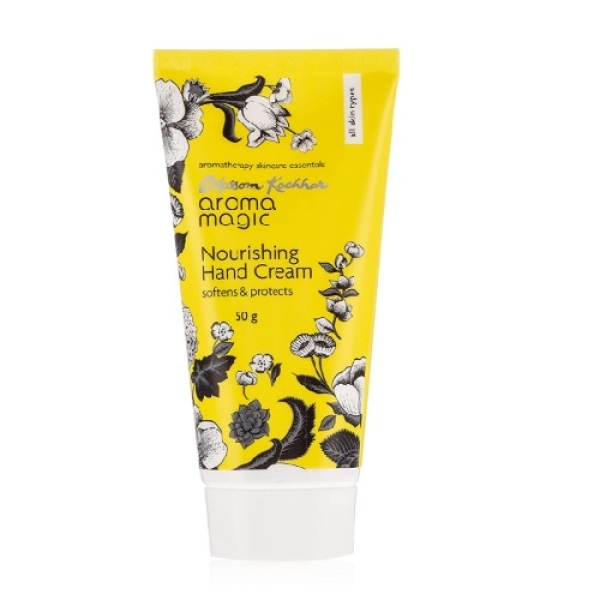 all skin types
aromatherapy skincare essentials
Blossom Kochhar
aroma
magic
Nourishing
Hand Cream
softens & protects
50 g